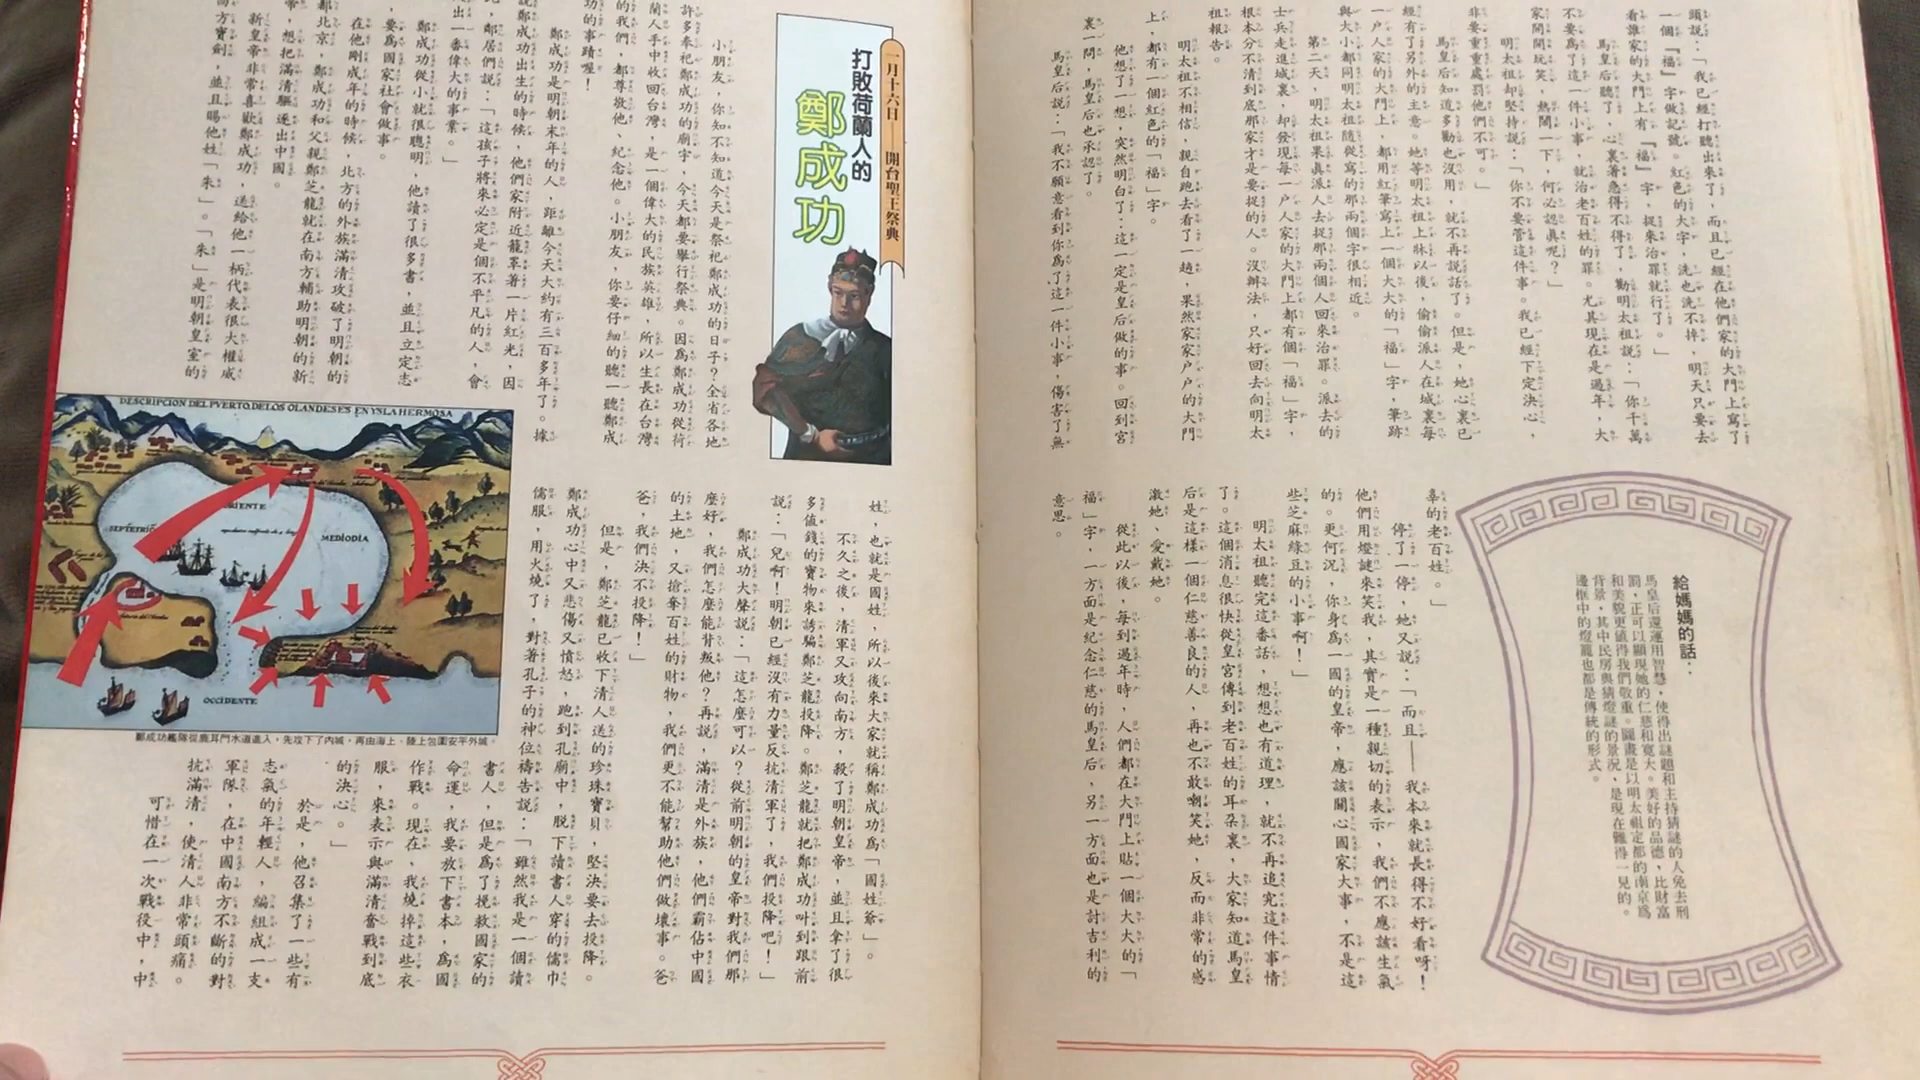 頭說：「我已經打聽出來了，而且已經在他們家的大門上寫了
一個『福』字做記號。紅色的大字，洗也洗不掉，明天只要去
看誰家的大門上有『福』字，捉來治罪就行了。」
馬皇后聽了，心裏著急得不得了，勸明太祖說：「你千萬
不要為了這一件小事，就治老百姓的罪。尤其現在是過年，大
家開開玩笑，熱鬧一下，何必認真呢？」
明太祖卻堅持說：「你不要管這件事。我已經下定決心，
非要重重處罰他們不可。」
馬皇后知道多勸也沒用，就不再說話了。但是，她心裏已
經有了另外的主意。她等明太祖上牀以後，偷偷派人在城裏每
一戶人家的大門上，都用紅筆寫上一個大大的「福」字，筆跡
與大小都同明太祖隨從寫的那兩個字很相近。
第二天，明太祖果真派人去捉那兩個人回來治罪。派去的
士兵走進城裏，卻發現每一戶人家的大門上都有個「福」字，
根本分不清到底那家才是要捉的人。沒辦法，只好回去向明太
祖報告。
明太祖不相信，親自跑去看了一趟，果然家家戶戶的大門
上，都有一個紅色的「福」字。
他想了一想，突然明白了：這一定是皇后做的事。回到宮
裏一問，馬皇后也承認了。
馬皇后說：「我不願意看到你為了這一件小事，傷害了無
辜的老百姓。」
停了一停，她又說：「而且——我本來就長得不好看呀！
他們用燈謎來笑我，其實是一種親切的表示，我們不應該生氣
的。更何況，你身為一國的皇帝，應該關心國家大事，不是這
些芝麻綠豆的小事啊！」
明太祖聽完這番話，想想也有道理，就不再追究這件事情
了。這個消息很快從皇宮傳到老百姓的耳朵裏，大家知道馬皇
后是這樣一個仁慈善良的人，再也不敢嘲笑她，反而非常的感
激她、愛戴她。
從此以後，每到過年時，人們都在大門上貼一個大大的「
福」字，一方面是紀念仁慈的馬皇后，另一方面也是討吉利的
意思。
給媽媽的話：
馬皇后還運用智慧，使得出謎題和主持猜謎的人免去刑
罰，正可以顯現她的仁慈和寬大。美好的品德，比財富
和美貌更值得我們敬重。圖畫是以明太祖定都的南京為
背景，其中民房與猜燈謎的景況，是現在難得一見的。
邊框中的燈籠也都是傳統的形式。
一月十六日——開台聖王祭典
打敗荷蘭人的
鄭成功
小朋友，你知不知道今天是祭祀鄭成功的日子？全省各地
許多奉祀鄭成功的廟宇，今天都要舉行祭典。因為鄭成功從荷
蘭人手中收回台灣，是一個偉大的民族英雄，所以生長在台灣
的我們，都尊敬他、紀念他。小朋友，你要仔細的聽一聽鄭成
功的事蹟喔！
鄭成功是明朝末年的人，距離今天大約有三百多年了。據
說鄭成功出生的時候，他們家附近籠罩著一片紅光，因
此，鄰居們說：「這孩子將來必定是個不平凡的人，會
做出一番偉大的事業。」
鄭成功從小就很聰明，他讀了很多書，並且立定志
，要為國家社會做事。
在他剛成年的時候，北方的外族滿清攻破了明朝的
都北京，鄭成功和父親鄭芝龍就在南方輔助明朝的新
帝，想把滿清驅逐出中國。
新皇帝非常喜歡鄭成功，送給他一柄代表很大權威
尚方寶劍，並且賜他姓「朱」。「朱」是明朝皇室的
姓，也就是國姓，所以後來大家就稱鄭成功為「國姓爺」。
不久之後，清軍又攻向南方，殺了明朝皇帝，並且拿了很
多值錢的寶物來誘騙鄭芝龍投降。鄭芝龍就把鄭成功叫到跟前
說：「兒啊！明朝已經沒有力量反抗清軍了，我們投降吧！」
鄭成功大聲說：「這怎麼可以？從前明朝的皇帝對我們那
麼好，我們怎麼能背叛他？再說，滿清是外族，他們霸佔中國
的土地，又搶奪百姓的財物，我們更不能幫助他們做壞事。爸
爸，我們決不投降！」
但是，鄭芝龍已收下清人送的珍珠寶貝，堅決要去投降。
鄭成功心中又悲傷又憤怒，跑到孔廟中，脫下讀書人穿的儒巾
儒服，用火燒了，對著孔子的神位禱告說：「雖然我是一個讀
書人，但是為了挽救國家的
命運，我要放下書本，為國
作戰。現在，我燒掉這些衣
服，來表示與滿清奮戰到底
的決心。」
於是，他召集了一些有
志氣的年輕人，編組成一支
軍隊，在中國南方不斷的對
抗滿清，使清人非常頭痛。
可惜在一次戰役中，中
DESCRIPCION DEL PVERTO DE LOS OLANDESES EN YSLA HERMOSA
ORIENTE
SEPTETRIO
MEDIODIA
OCCIDENTE
鄭成功艦隊從鹿耳門水道進入，先攻下了內城，再由海上、陸上包圍安平外城。